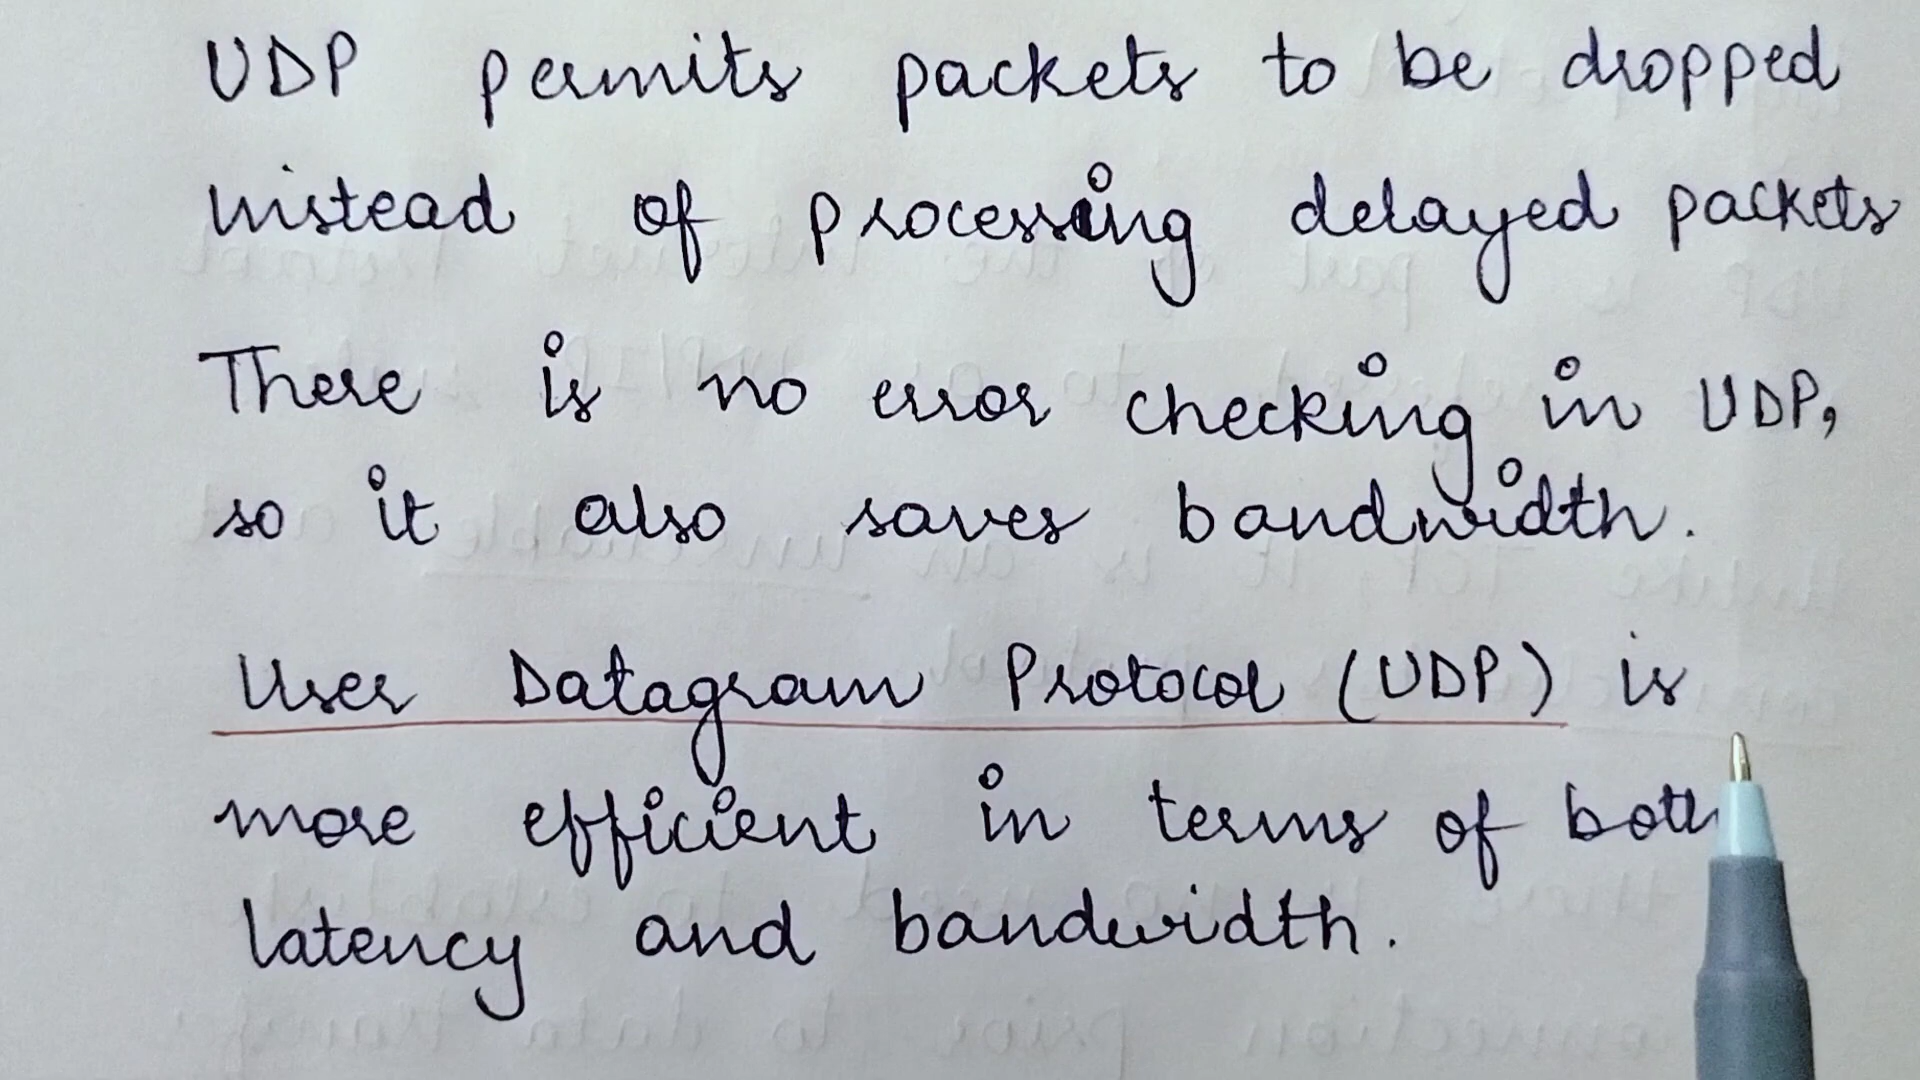 UDP permits packets to be dropped
instead of processing delayed packets
There is no error checking in UDP,
so it also saves bandwidth.
User Datagram Protocol (UDP) is
more efficient in terms of both
latency and bandwidth.